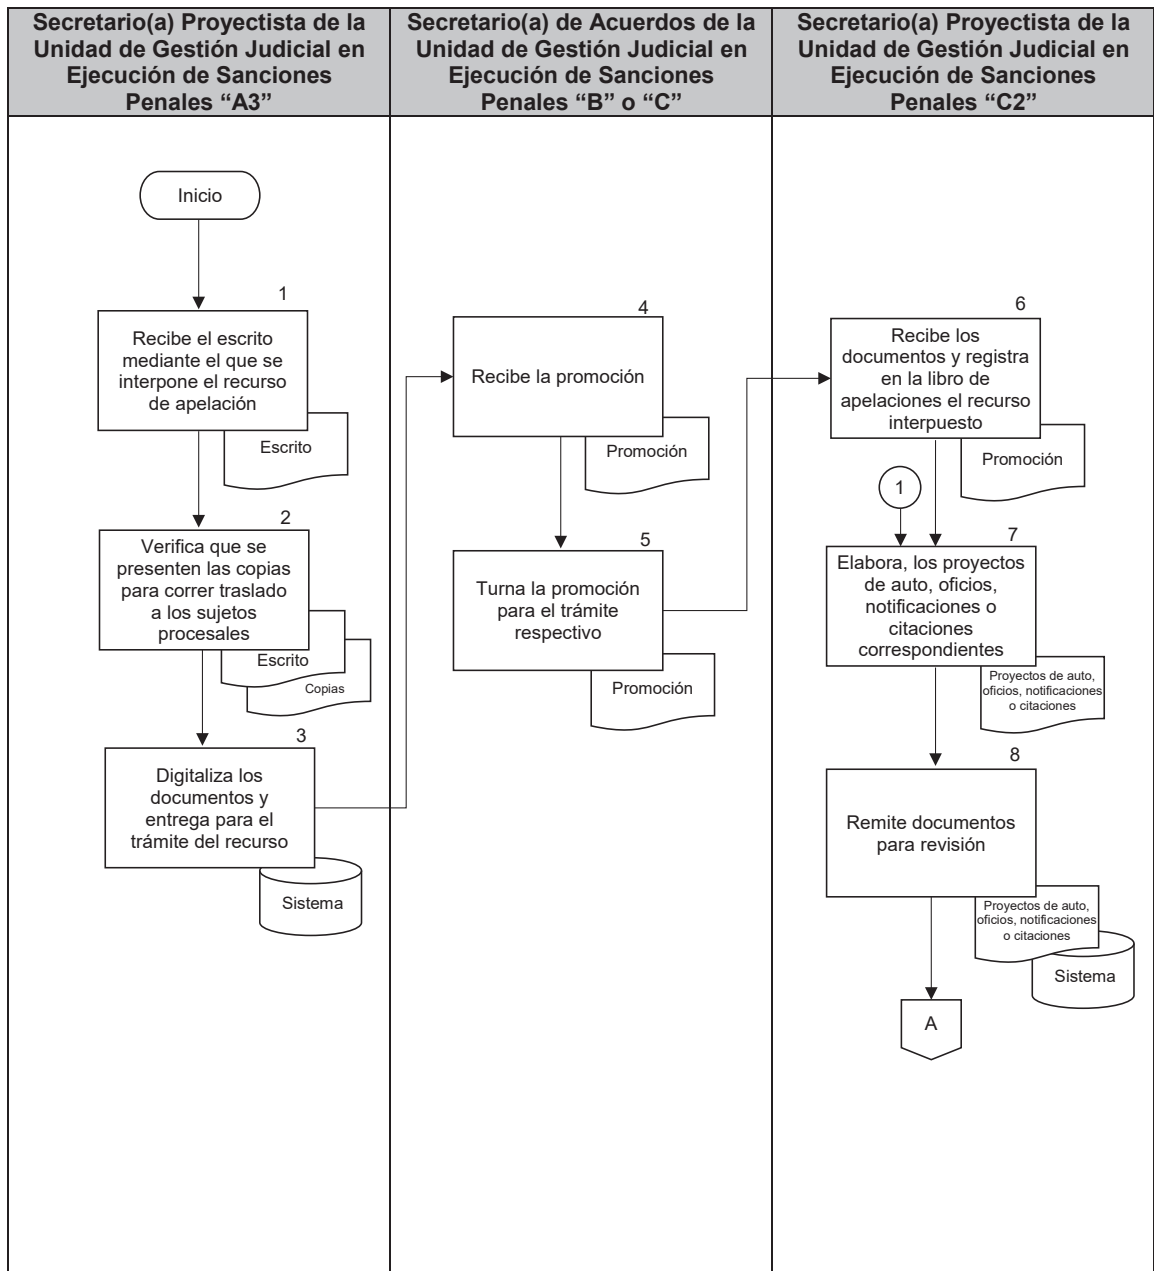 Secretario(a) Proyectista de la
Unidad de Gestión Judicial en
Ejecución de Sanciones
Penales “A3”
Secretario(a) de Acuerdos de la
Unidad de Gestión Judicial en
Ejecución de Sanciones
Penales “B” o “C”
Secretario(a) Proyectista de la
Unidad de Gestión Judicial en
Ejecución de Sanciones
Penales “C2”
Inicio
1
Recibe el escrito
mediante el que se
interpone el recurso
de apelación
Escrito
2
Verifica que se
presenten las copias
para correr traslado
a los sujetos
procesales
Escrito
Copias
3
Digitaliza los
documentos y
entrega para el
trámite del recurso
Sistema
4
Recibe la promoción
Promoción
5
Turna la promoción
para el trámite
respectivo
Promoción
6
Recibe los
documentos y registra
en la libro de
apelaciones el recurso
interpuesto
Promoción
1
7
Elabora, los proyectos
de auto, oficios,
notificaciones o
citaciones
correspondientes
Proyectos de auto,
oficios, notificaciones
o citaciones
8
Remite documentos
para revisión
Proyectos de auto,
oficios, notificaciones
o citaciones
Sistema
A